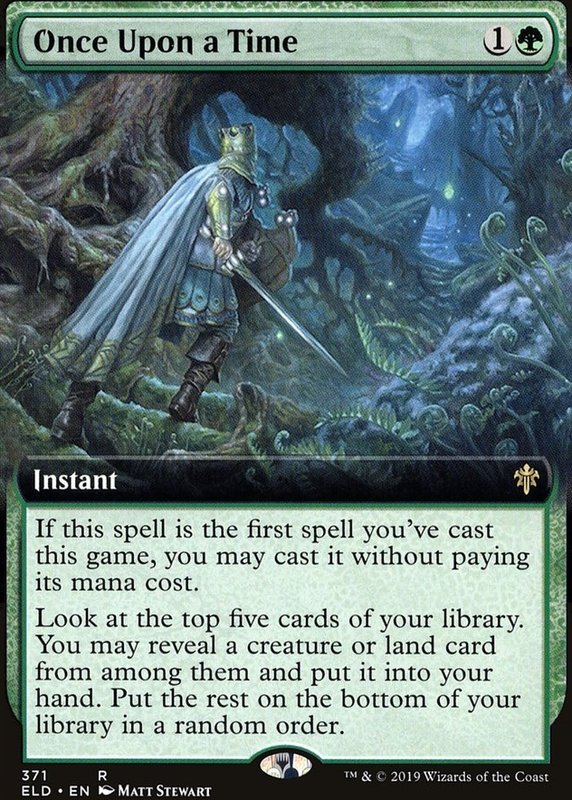 Once Upon a Time 1
Instant
If this spell is the first spell you've cast
this game, you may cast it without paying
its mana cost.
Look at the top five cards of your library.
You may reveal a creature or land card
from among them and put it into your
hand. Put the rest on the bottom of your
library in a random order.
371 R
ELD • EN Matt Stewart
™ & © 2019 Wizards of the Coast